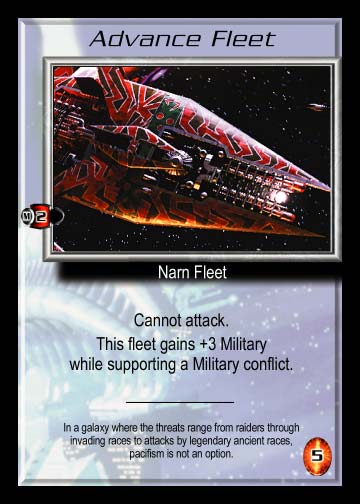 Advance Fleet
M 2
Narn Fleet
Cannot attack.
This fleet gains +3 Military
while supporting a Military conflict.
In a galaxy where the threats range from raiders through
invading races to attacks by legendary ancient races,
pacifism is not an option.
5